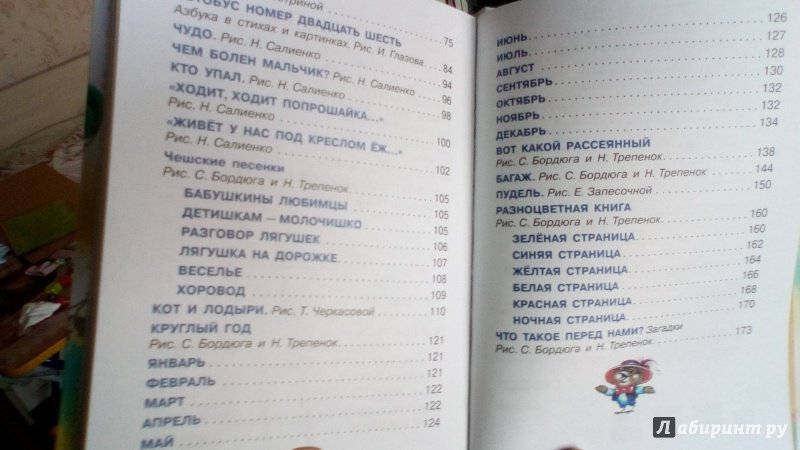 АВТОБУС НОМЕР ДВАДЦАТЬ ШЕСТЬ
Азбука в стихах и картинках. Рис. И. Глазова 75
ЧУДО. Рис. Н. Салиенко 84
ЧЕМ БОЛЕН МАЛЬЧИК? Рис. Н. Салиенко 94
КТО УПАЛ. Рис. Н. Салиенко 96
«ХОДИТ, ХОДИТ ПОПРОШАЙКА...» 98
Рис. Н. Салиенко
«ЖИВЁТ У НАС ПОД КРЕСЛОМ ЁЖ...» 100
Рис. Н. Салиенко 102
Чешские песенки
Рис. С. Бордюга и Н. Трепенок 105
БАБУШКИНЫ ЛЮБИМЦЫ 105
ДЕТИШКАМ — МОЛОЧИШКО 105
РАЗГОВОР ЛЯГУШЕК 106
ЛЯГУШКА НА ДОРОЖКЕ 107
ВЕСЕЛЬЕ 108
ХОРОВОД 109
КОТ И ЛОДЫРИ. Рис. Т. Черкасовой 110
КРУГЛЫЙ ГОД
Рис. С. Бордюга и Н. Трепенок 121
ЯНВАРЬ 121
ФЕВРАЛЬ 121
МАРТ 122
АПРЕЛЬ 122
МАЙ 124
ИЮНЬ 126
ИЮЛЬ 127
АВГУСТ 128
СЕНТЯБРЬ 130
ОКТЯБРЬ 132
НОЯБРЬ 132
ДЕКАБРЬ 134
ВОТ КАКОЙ РАССЕЯННЫЙ
Рис. С. Бордюга и Н. Трепенок 138
БАГАЖ. Рис. С. Бордюга и Н. Трепенок 144
ПУДЕЛЬ. Рис. Е. Запесочной 150
РАЗНОЦВЕТНАЯ КНИГА
Рис. С. Бордюга и Н. Трепенок 160
ЗЕЛЁНАЯ СТРАНИЦА 160
СИНЯЯ СТРАНИЦА 162
ЖЁЛТАЯ СТРАНИЦА 164
БЕЛАЯ СТРАНИЦА 166
КРАСНАЯ СТРАНИЦА 168
НОЧНАЯ СТРАНИЦА 170
ЧТО ТАКОЕ ПЕРЕД НАМИ? Загадки
Рис. С. Бордюга и Н. Трепенок 173
Лабиринт.ру